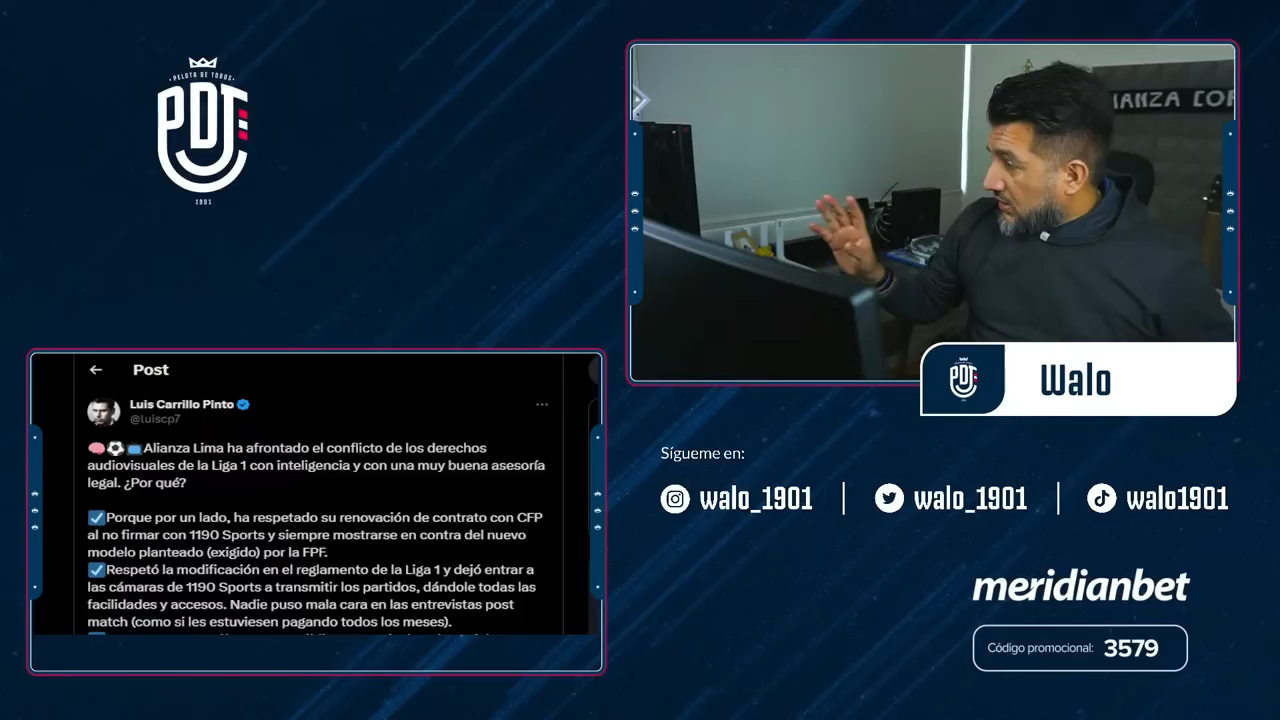 PELOTA DE TODOS
PDT
1901
IANZA COR
PDT
Walo
Post
Luis Carrillo Pinto
@luiscp7
Alianza Lima ha afrontado el conflicto de los derechos
audiovisuales de la Liga 1 con inteligencia y con una muy buena asesoría
legal. ¿Por qué?
Porque por un lado, ha respetado su renovación de contrato con CFP
al no firmar con 1190 Sports y siempre mostrarse en contra del nuevo
modelo planteado (exigido) por la FPF.
Respetó la modificación en el reglamento de la Liga 1 y dejó entrar a
las cámaras de 1190 Sports a transmitir los partidos, dándole todas las
facilidades y accesos. Nadie puso mala cara en las entrevistas post
match (como si les estuviesen pagando todos los meses).
Sígueme en:
walo_1901 | walo_1901 | walo1901
meridianbet
Código promocional: 3579